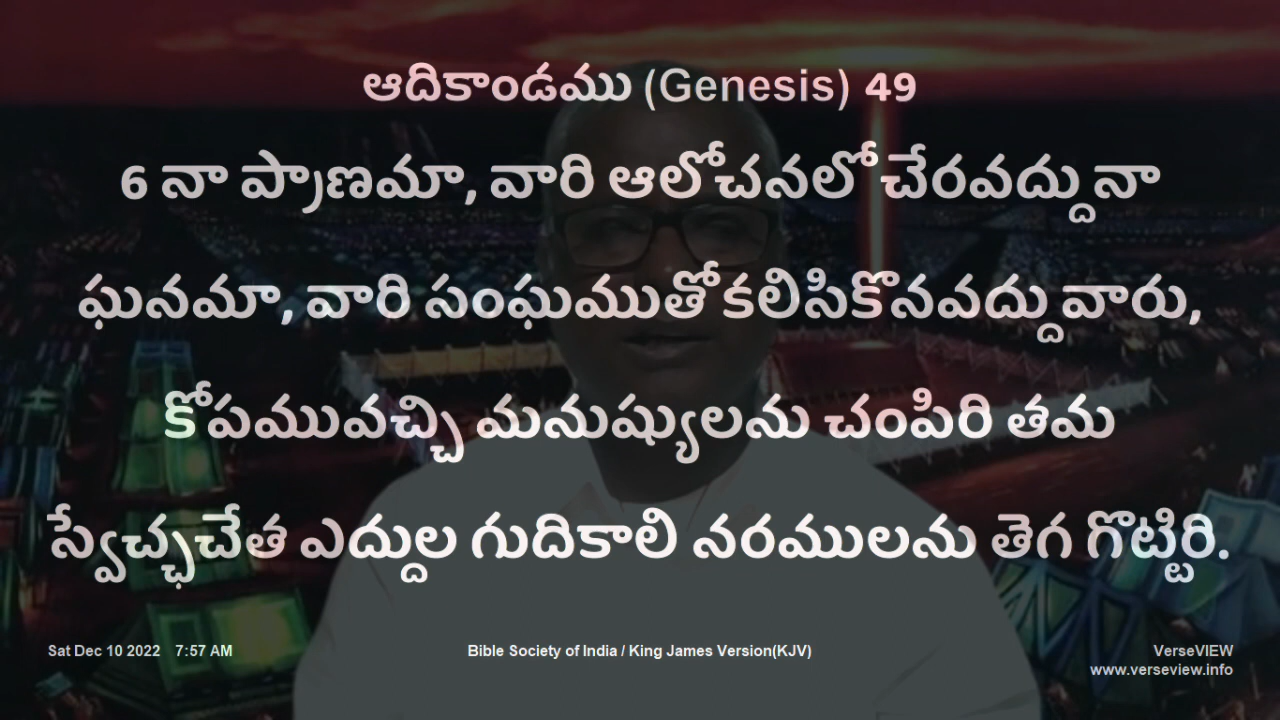 ఆదికాండము (Genesis) 49
6 నా ప్రాణమా, వారి ఆలోచనలో చేరవద్దు నా
ఘనమా, వారి సంఘముతో కలిసికొనవద్దు వారు,
కోపమువచ్చి మనుష్యులను చంపిరి తమ
స్వేచ్ఛచేత ఎద్దుల గుదికాలి నరములను తెగ గొట్టిరి.
Sat Dec 10 2022 7:57 AM
Bible Society of India / King James Version(KJV)
VerseVIEW
www.verseview.info